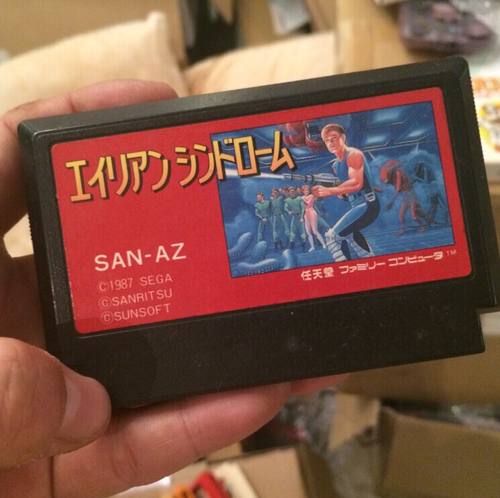 エイリアンシンドローム
SAN-AZ
©1987 SEGA
©SANRITSU
©SUNSOFT
任天堂 ファミリーコンピュータ™